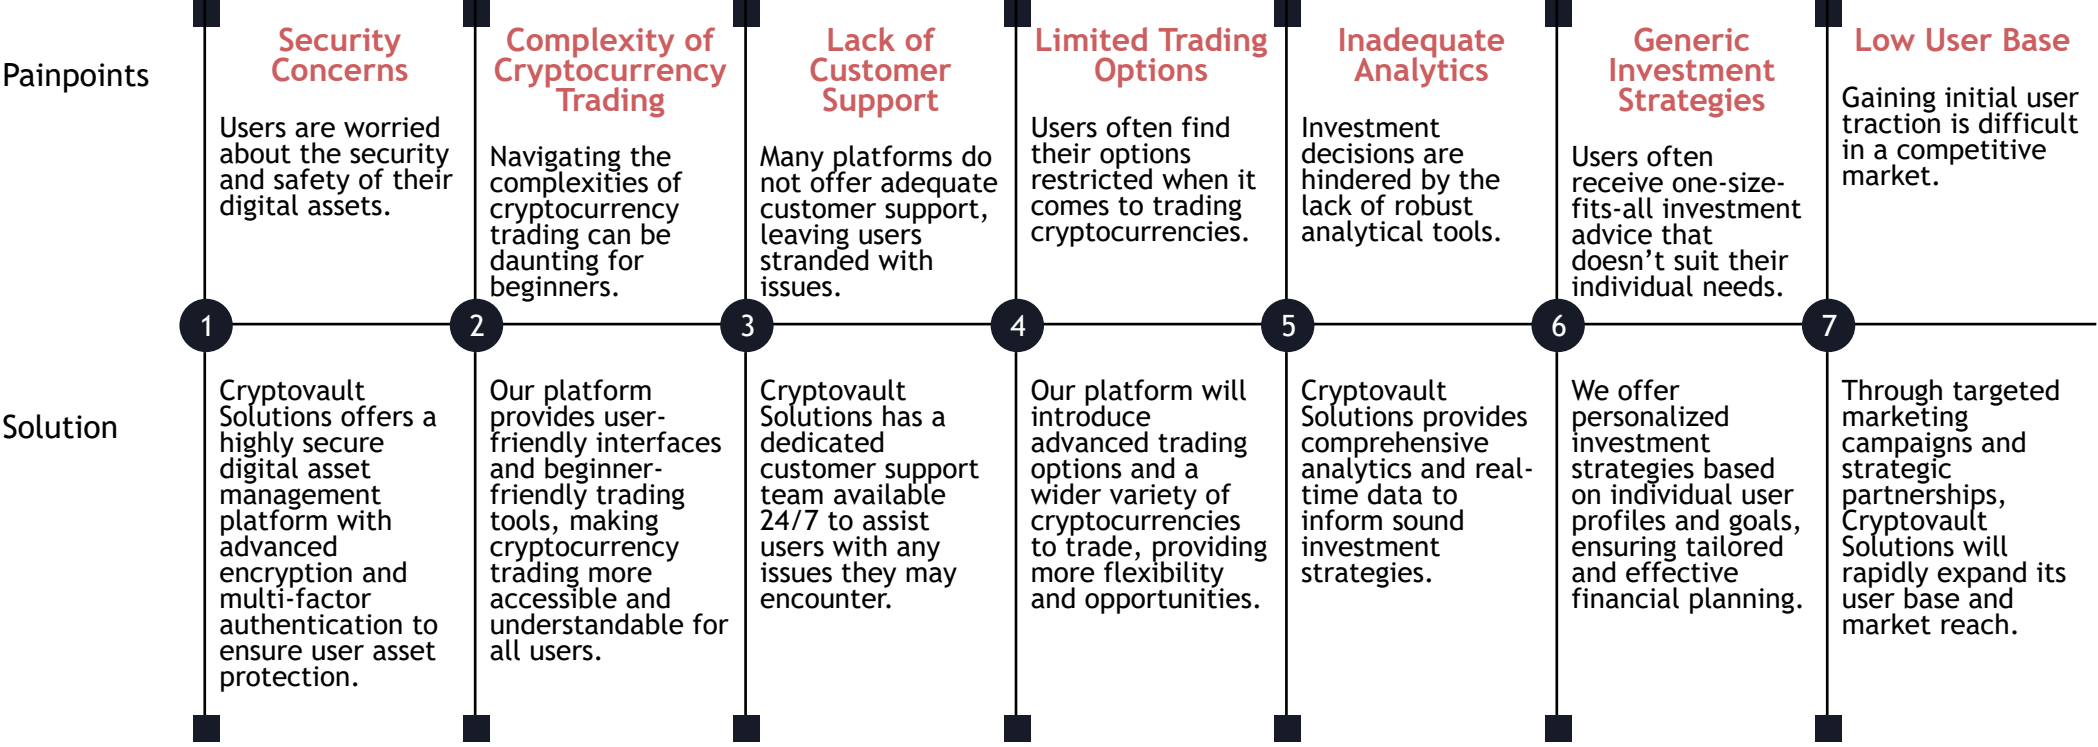 Painpoints
Security
Concerns
Users are worried
about the security
and safety of their
digital assets.
Complexity of
Cryptocurrency
Trading
Navigating the
complexities of
cryptocurrency
trading can be
daunting for
beginners.
Lack of
Customer
Support
Many platforms do
not offer adequate
customer support,
leaving users
stranded with
issues.
Limited Trading
Options
Users often find
their options
restricted when it
comes to trading
cryptocurrencies.
Inadequate
Analytics
Investment
decisions are
hindered by the
lack of robust
analytical tools.
Generic
Investment
Strategies
Users often
receive one-size-
fits-all investment
advice that
doesn’t suit their
individual needs.
Low User Base
Gaining initial user
traction is difficult
in a competitive
market.
1
2
3
4
5
6
7
Solution
Cryptovault
Solutions offers a
highly secure
digital asset
management
platform with
advanced
encryption and
multi-factor
authentication to
ensure user asset
protection.
Our platform
provides user-
friendly interfaces
and beginner-
friendly trading
tools, making
cryptocurrency
trading more
accessible and
understandable for
all users.
Cryptovault
Solutions has a
dedicated
customer support
team available
24/7 to assist
users with any
issues they may
encounter.
Our platform will
introduce
advanced trading
options and a
wider variety of
cryptocurrencies
to trade, providing
more flexibility
and opportunities.
Cryptovault
Solutions provides
comprehensive
analytics and real-
time data to
inform sound
investment
strategies.
We offer
personalized
investment
strategies based
on individual user
profiles and goals,
ensuring tailored
and effective
financial planning.
Through targeted
marketing
campaigns and
strategic
partnerships,
Cryptovault
Solutions will
rapidly expand its
user base and
market reach.